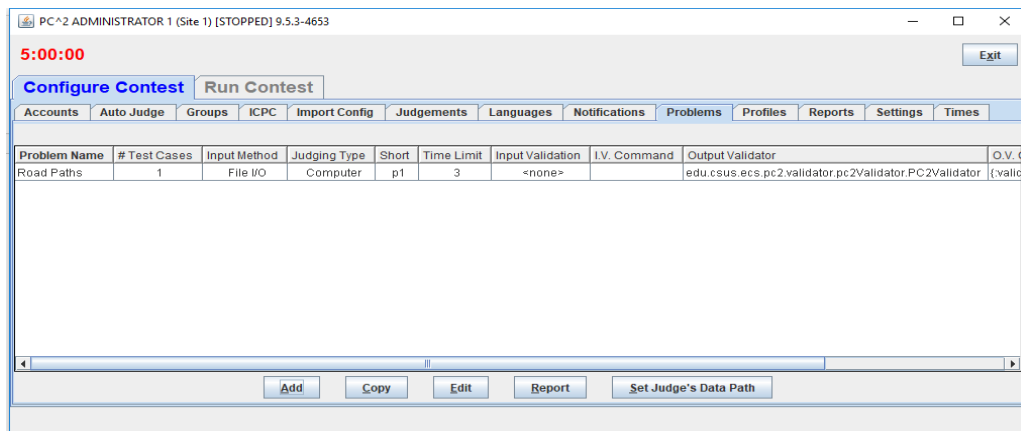 PC^2 ADMINISTRATOR 1 (Site 1) [STOPPED] 9.5.3-4653
5:00:00
Exit
Configure Contest Run Contest
Accounts Auto Judge Groups ICPC Import Config Judgements Languages Notifications Problems Profiles Reports Settings Times
Problem Name # Test Cases Input Method Judging Type Short Time Limit Input Validation I.V. Command Output Validator O.V.
Road Paths 1 File I/O Computer p1 3 <none> edu.csus.ecs.pc2.validator.pc2Validator.PC2Validator {:valid
Add Copy Edit Report Set Judge's Data Path